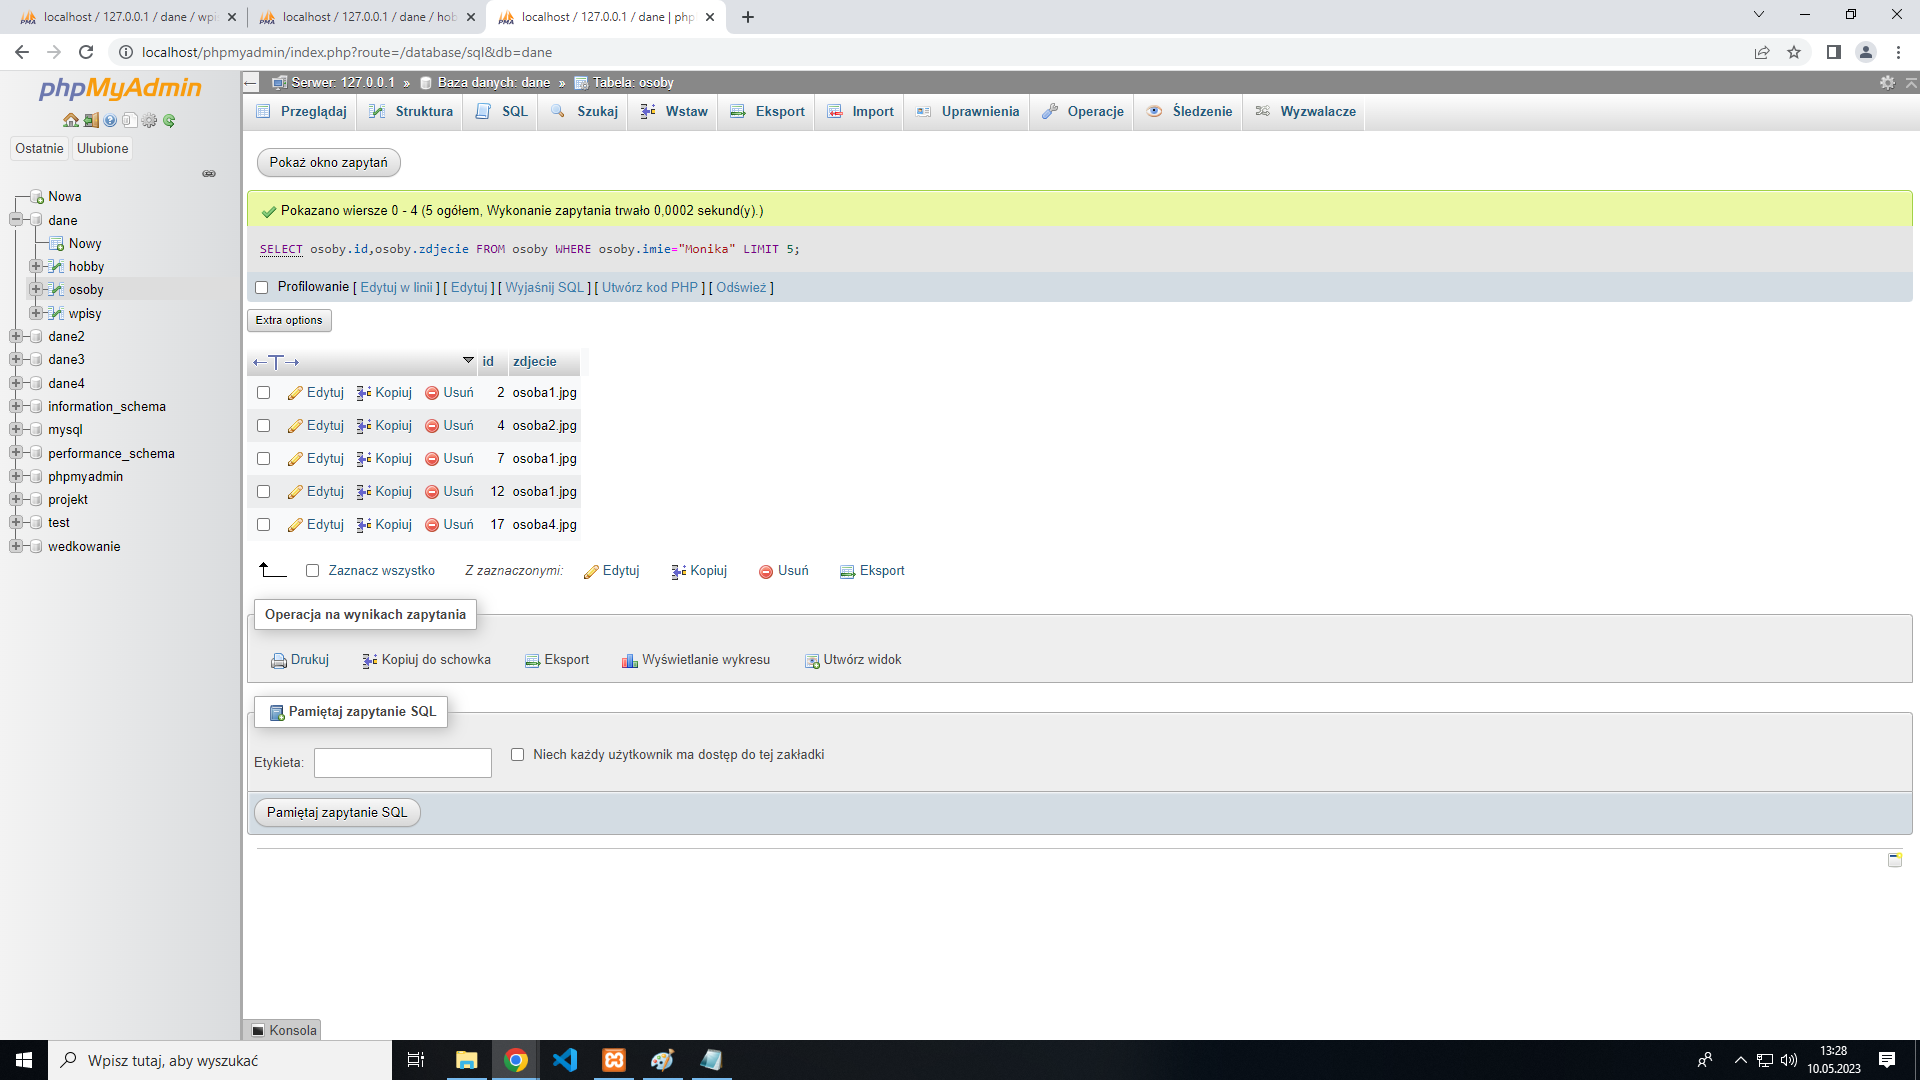 localhost / 127.0.0.1 / dane / wpi
localhost / 127.0.0.1 / dane / hob
localhost / 127.0.0.1 / dane | php
localhost/phpmyadmin/index.php?route=/database/sql&db=dane
phpMyAdmin
Ostatnie Ulubione
Nowa
dane
Nowy
hobby
osoby
wpisy
dane2
dane3
dane4
information_schema
mysql
performance_schema
phpmyadmin
projekt
test
wedkowanie
Serwer: 127.0.0.1 » Baza danych: dane » Tabela: osoby
Przeglądaj Struktura SQL Szukaj Wstaw Eksport Import Uprawnienia Operacje Śledzenie Wyzwalacze
Pokaż okno zapytań
Pokazano wiersze 0 - 4 (5 ogółem, Wykonanie zapytania trwało 0,0002 sekund(y).)
SELECT osoby.id,osoby.zdjecie FROM osoby WHERE osoby.imie="Monika" LIMIT 5;
Profilowanie [ Edytuj w linii ] [ Edytuj ] [ Wyjaśnij SQL ] [ Utwórz kod PHP ] [ Odśwież ]
Extra options
←T→ id zdjecie
Edytuj Kopiuj Usuń 2 osoba1.jpg
Edytuj Kopiuj Usuń 4 osoba2.jpg
Edytuj Kopiuj Usuń 7 osoba1.jpg
Edytuj Kopiuj Usuń 12 osoba1.jpg
Edytuj Kopiuj Usuń 17 osoba4.jpg
Zaznacz wszystko Z zaznaczonymi: Edytuj Kopiuj Usuń Eksport
Operacja na wynikach zapytania
Drukuj Kopiuj do schowka Eksport Wyświetlanie wykresu Utwórz widok
Pamiętaj zapytanie SQL
Etykieta: Niech każdy użytkownik ma dostęp do tej zakładki
Pamiętaj zapytanie SQL
Konsola
Wpisz tutaj, aby wyszukać
13:28
10.05.2023